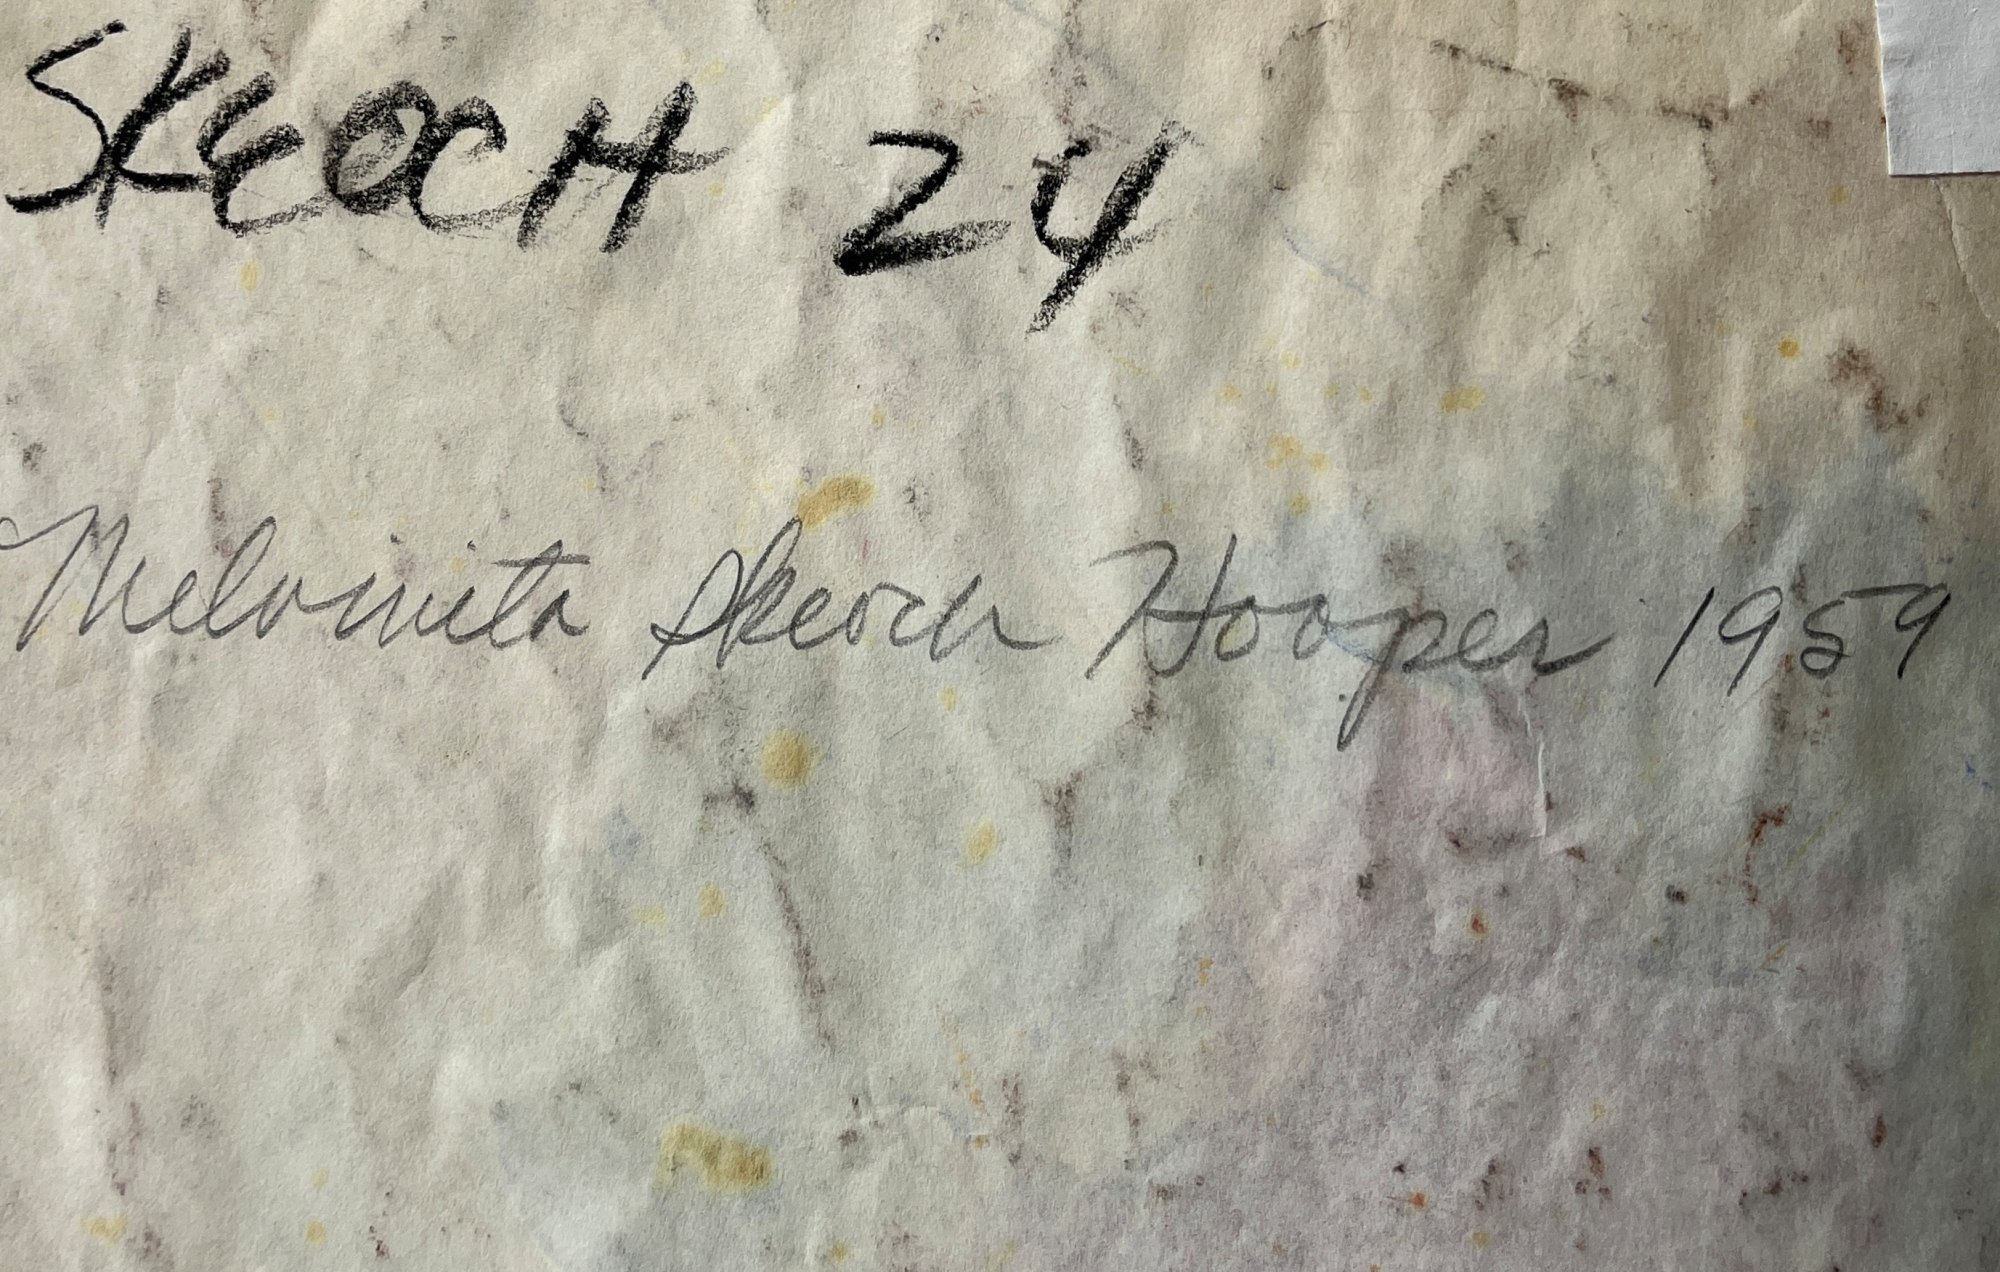 SKEOCH 24
Melvinita Skeoch Hooper 1959